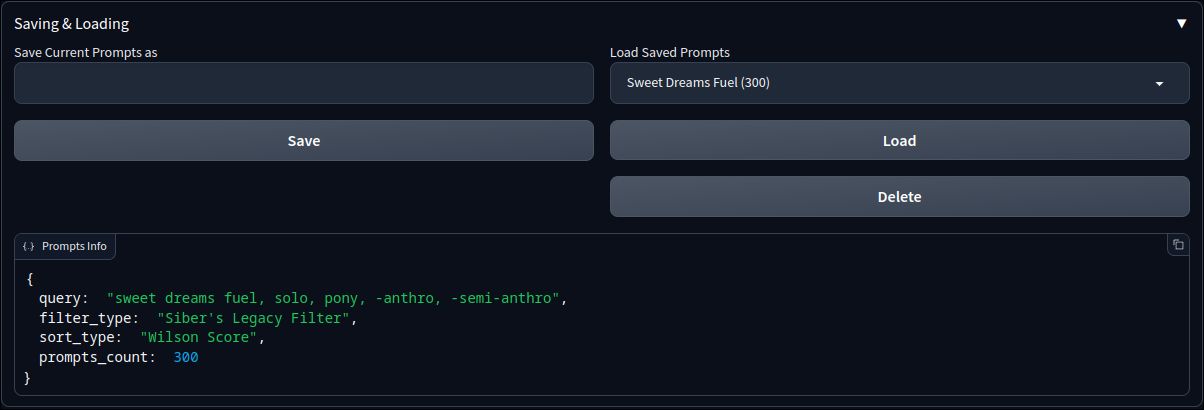 Saving & Loading ▼
Save Current Prompts as
Load Saved Prompts
Sweet Dreams Fuel (300)
Save
Load
Delete
{.} Prompts Info
{
query: "sweet dreams fuel, solo, pony, -anthro, -semi-anthro",
filter_type: "Siber's Legacy Filter",
sort_type: "Wilson Score",
prompts_count: 300
}